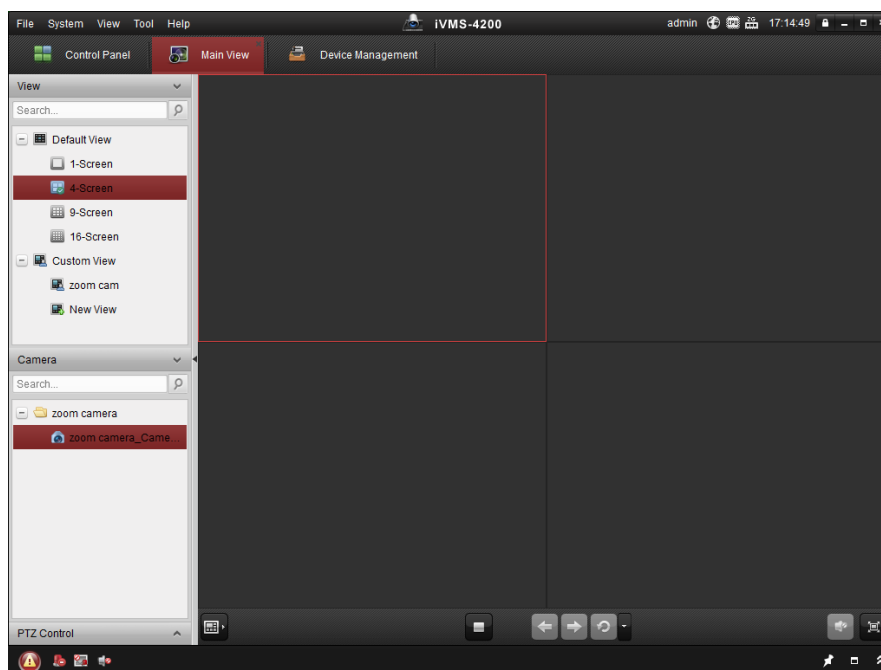 File System View Tool Help iVMS-4200 admin 17:14:49
Control Panel Main View Device Management
View
Search...
Default View
1-Screen
4-Screen
9-Screen
16-Screen
Custom View
zoom cam
New View
Camera
Search...
zoom camera
zoom camera_Came...
PTZ Control